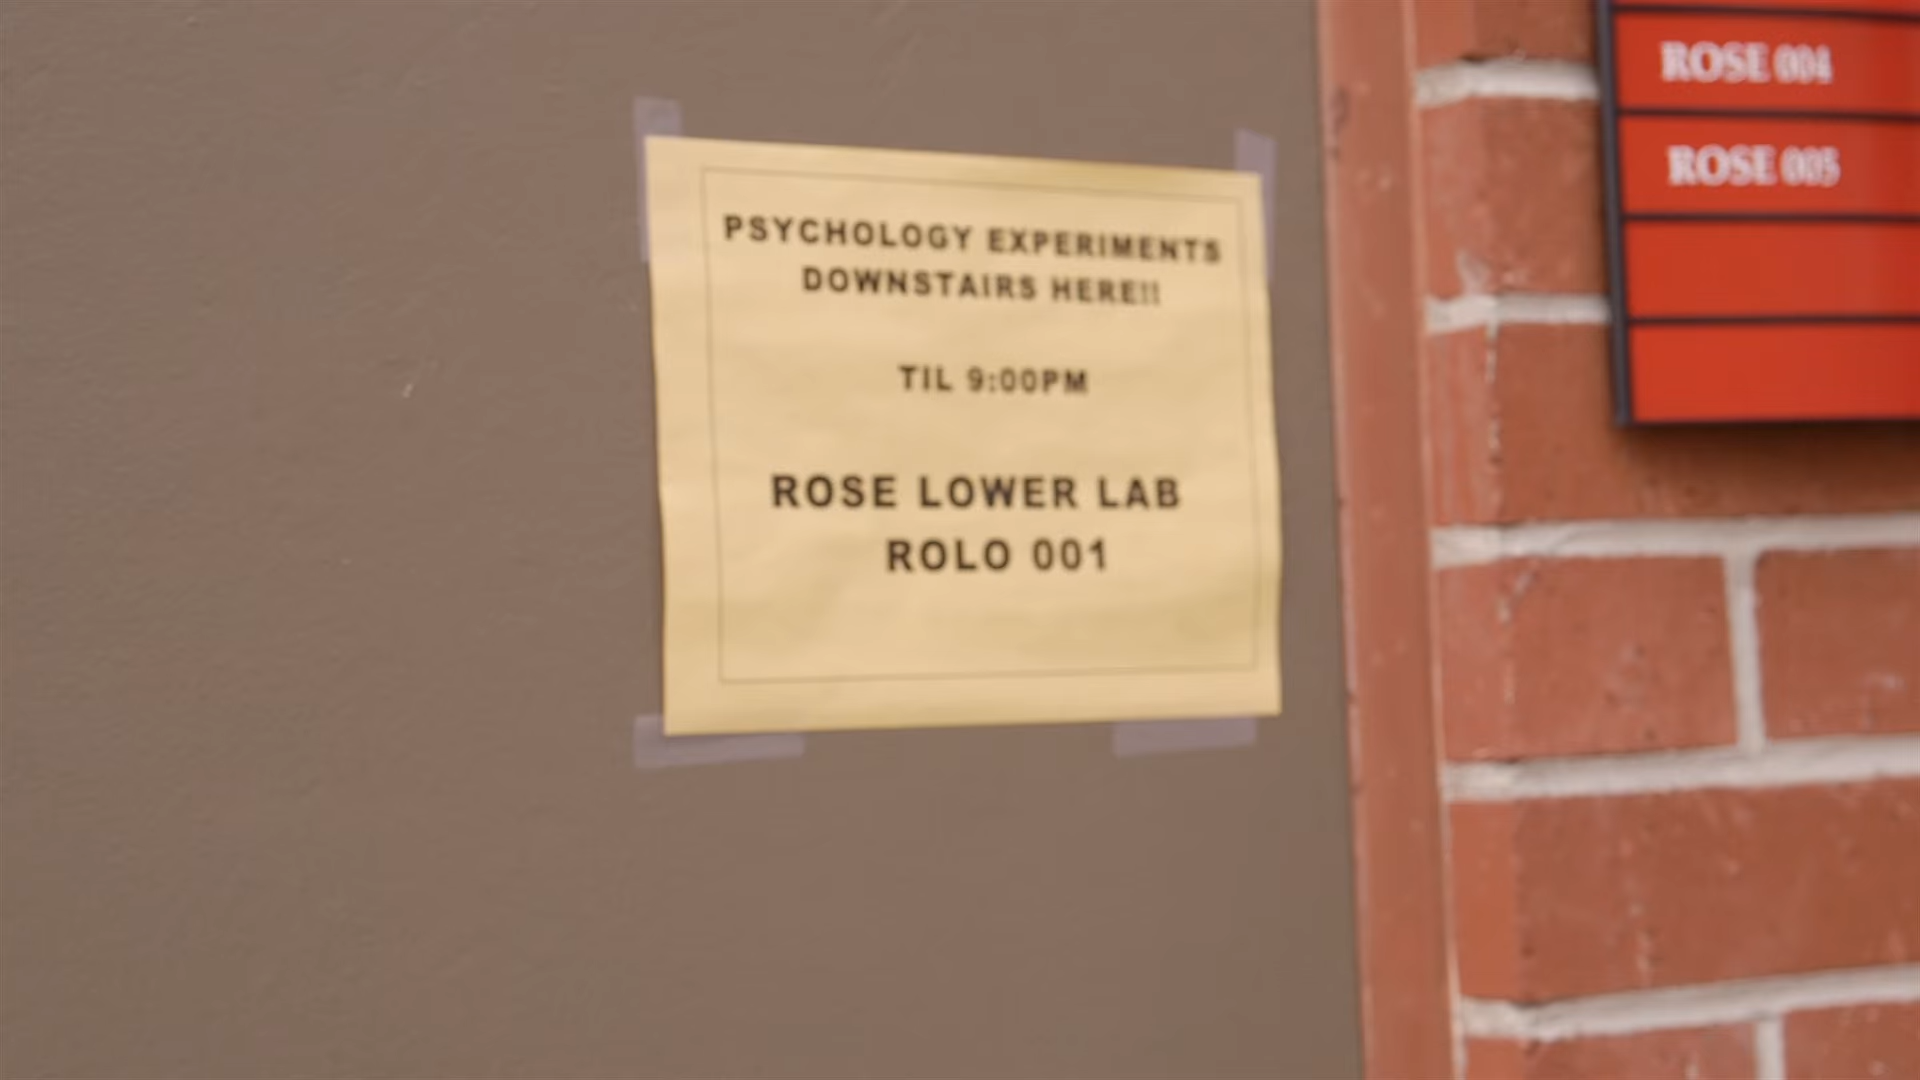 PSYCHOLOGY EXPERIMENTS
DOWNSTAIRS HERE!!
TIL 9:00PM
ROSE LOWER LAB
ROLO 001
ROSE 004
ROSE 005